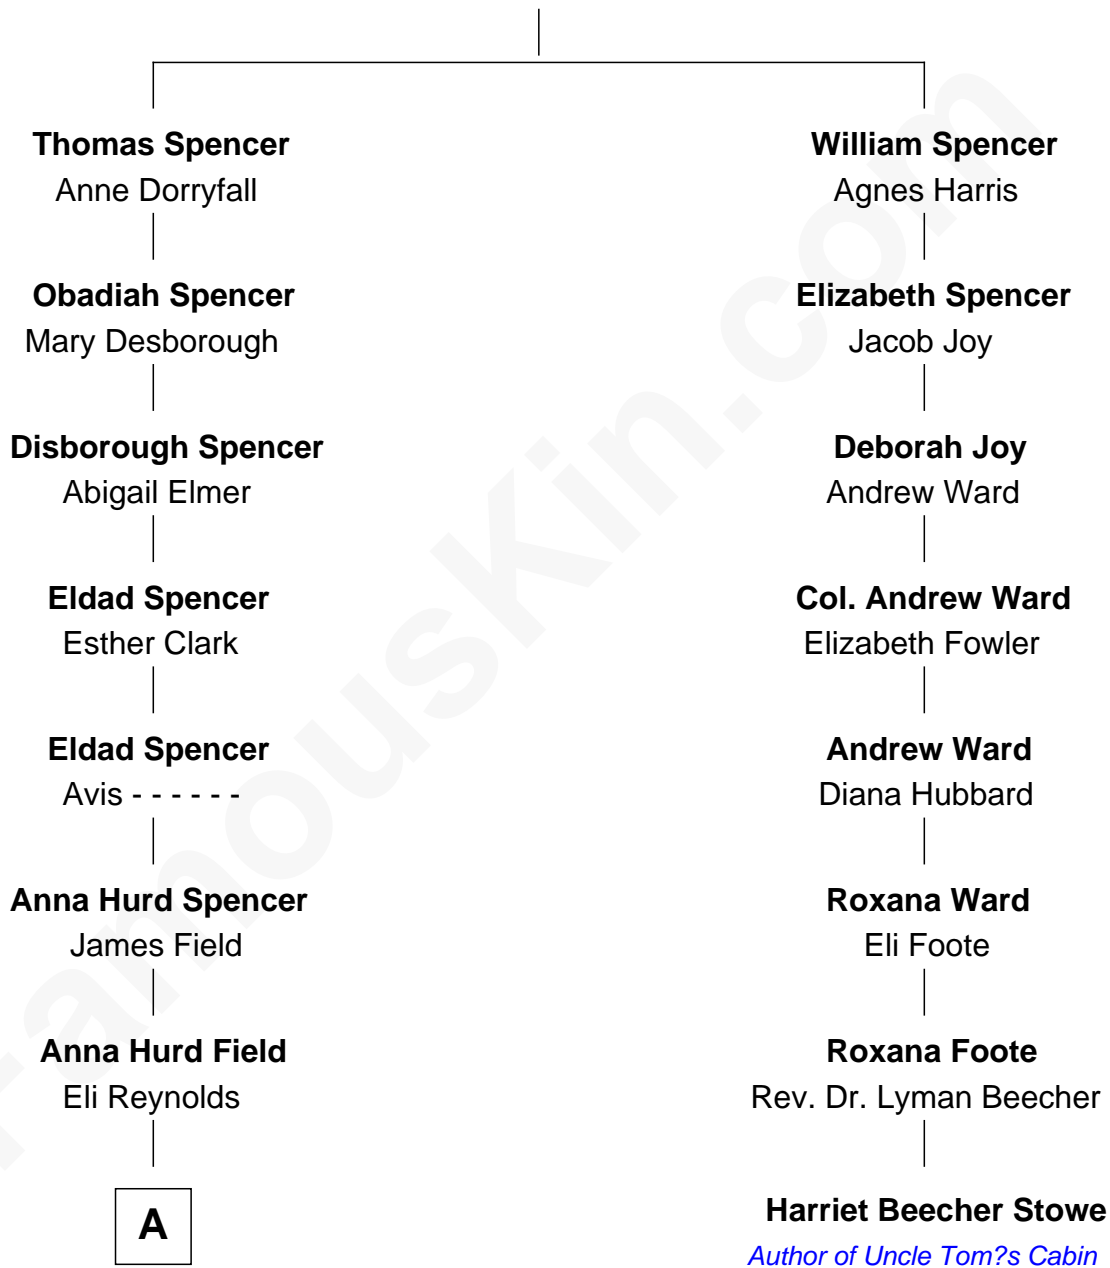 Thomas Spencer
Anne Dorryfall
William Spencer
Agnes Harris
Obadiah Spencer
Mary Desborough
Elizabeth Spencer
Jacob Joy
Disborough Spencer
Abigail Elmer
Deborah Joy
Andrew Ward
Eldad Spencer
Esther Clark
Col. Andrew Ward
Elizabeth Fowler
Eldad Spencer
Avis - - - - - -
Andrew Ward
Diana Hubbard
Anna Hurd Spencer
James Field
Roxana Ward
Eli Foote
Anna Hurd Field
Eli Reynolds
Roxana Foote
Rev. Dr. Lyman Beecher
A
Harriet Beecher Stowe
Author of Uncle Tom?s Cabin
FamousKin.com